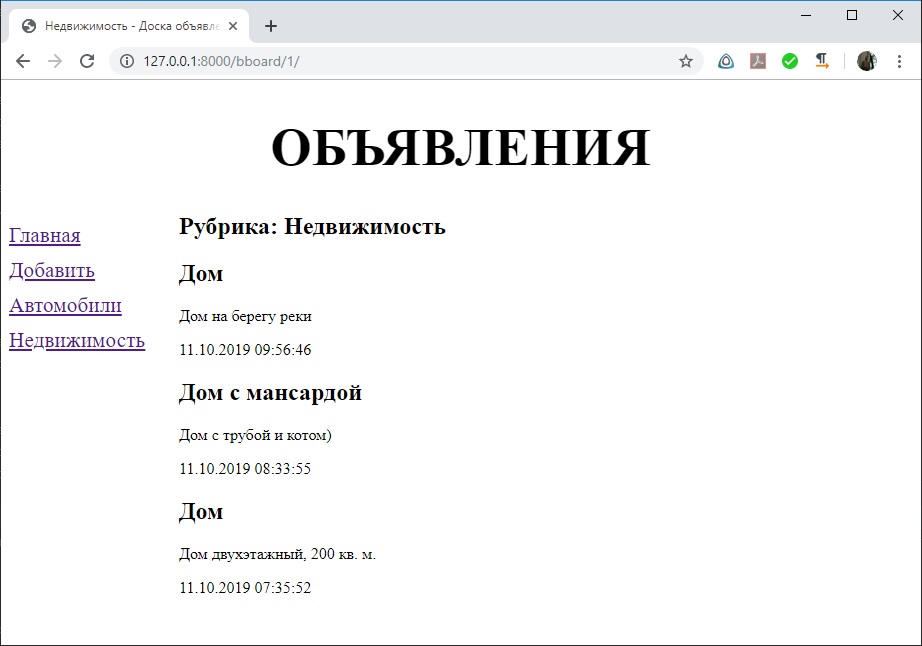 Недвижимость - Доска объявле
127.0.0.1:8000/bboard/1/
ОБЪЯВЛЕНИЯ
Главная
Добавить
Автомобили
Недвижимость
Рубрика: Недвижимость
Дом
Дом на берегу реки
11.10.2019 09:56:46
Дом с мансардой
Дом с трубой и котом)
11.10.2019 08:33:55
Дом
Дом двухэтажный, 200 кв. м.
11.10.2019 07:35:52